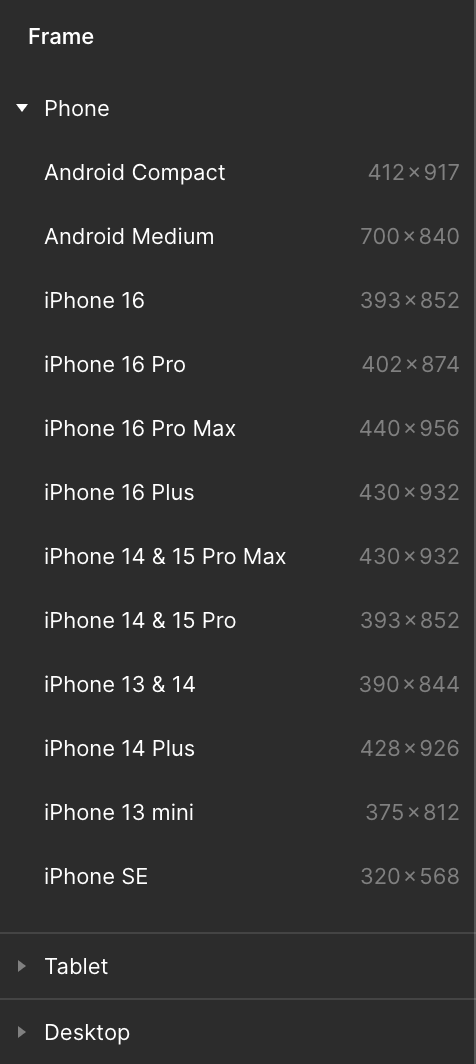 Frame
Phone
Android Compact 412×917
Android Medium 700×840
iPhone 16 393×852
iPhone 16 Pro 402×874
iPhone 16 Pro Max 440×956
iPhone 16 Plus 430×932
iPhone 14 & 15 Pro Max 430×932
iPhone 14 & 15 Pro 393×852
iPhone 13 & 14 390×844
iPhone 14 Plus 428×926
iPhone 13 mini 375×812
iPhone SE 320×568
Tablet
Desktop